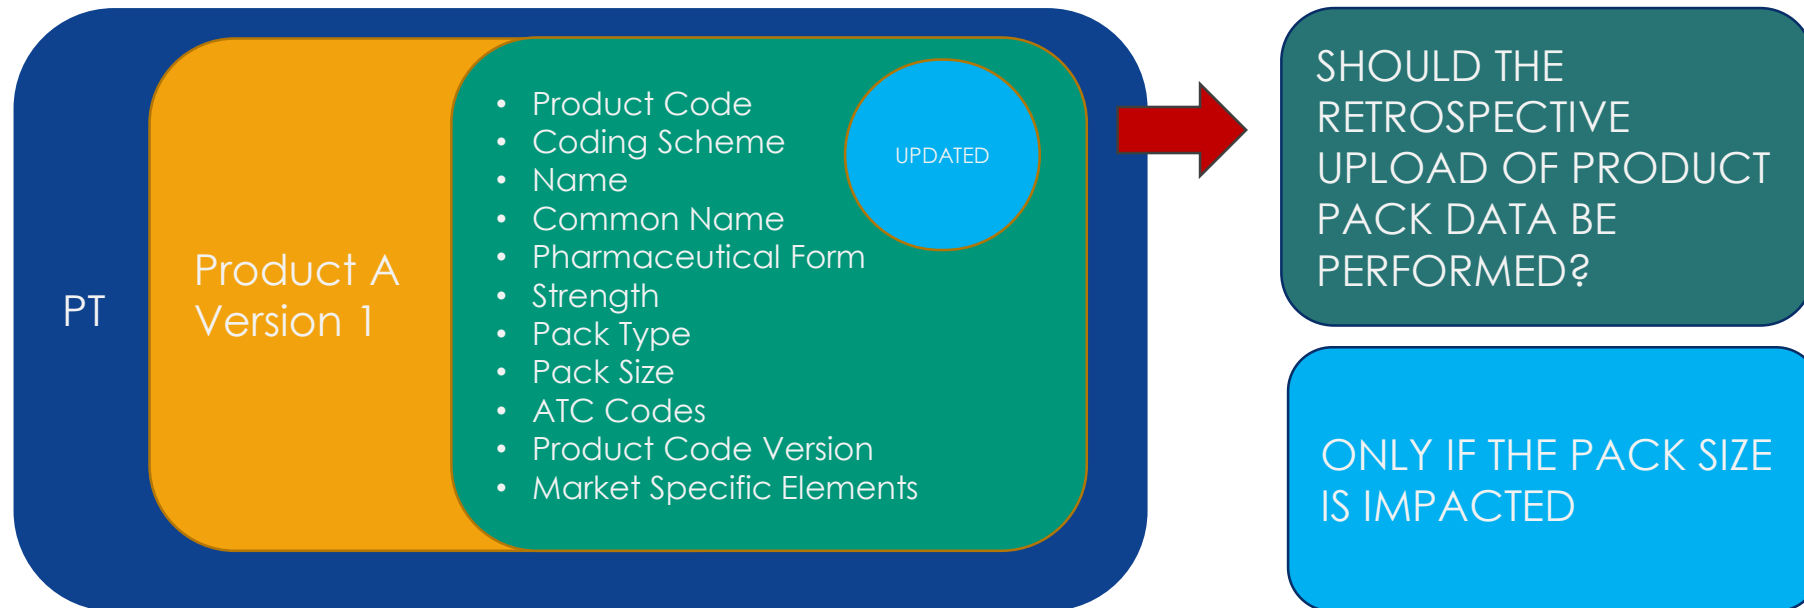 PT
Product A
Version 1
• Product Code
• Coding Scheme
• Name
• Common Name
• Pharmaceutical Form
• Strength
• Pack Type
• Pack Size
• ATC Codes
• Product Code Version
• Market Specific Elements
UPDATED
SHOULD THE
RETROSPECTIVE
UPLOAD OF PRODUCT
PACK DATA BE
PERFORMED?
ONLY IF THE PACK SIZE
IS IMPACTED